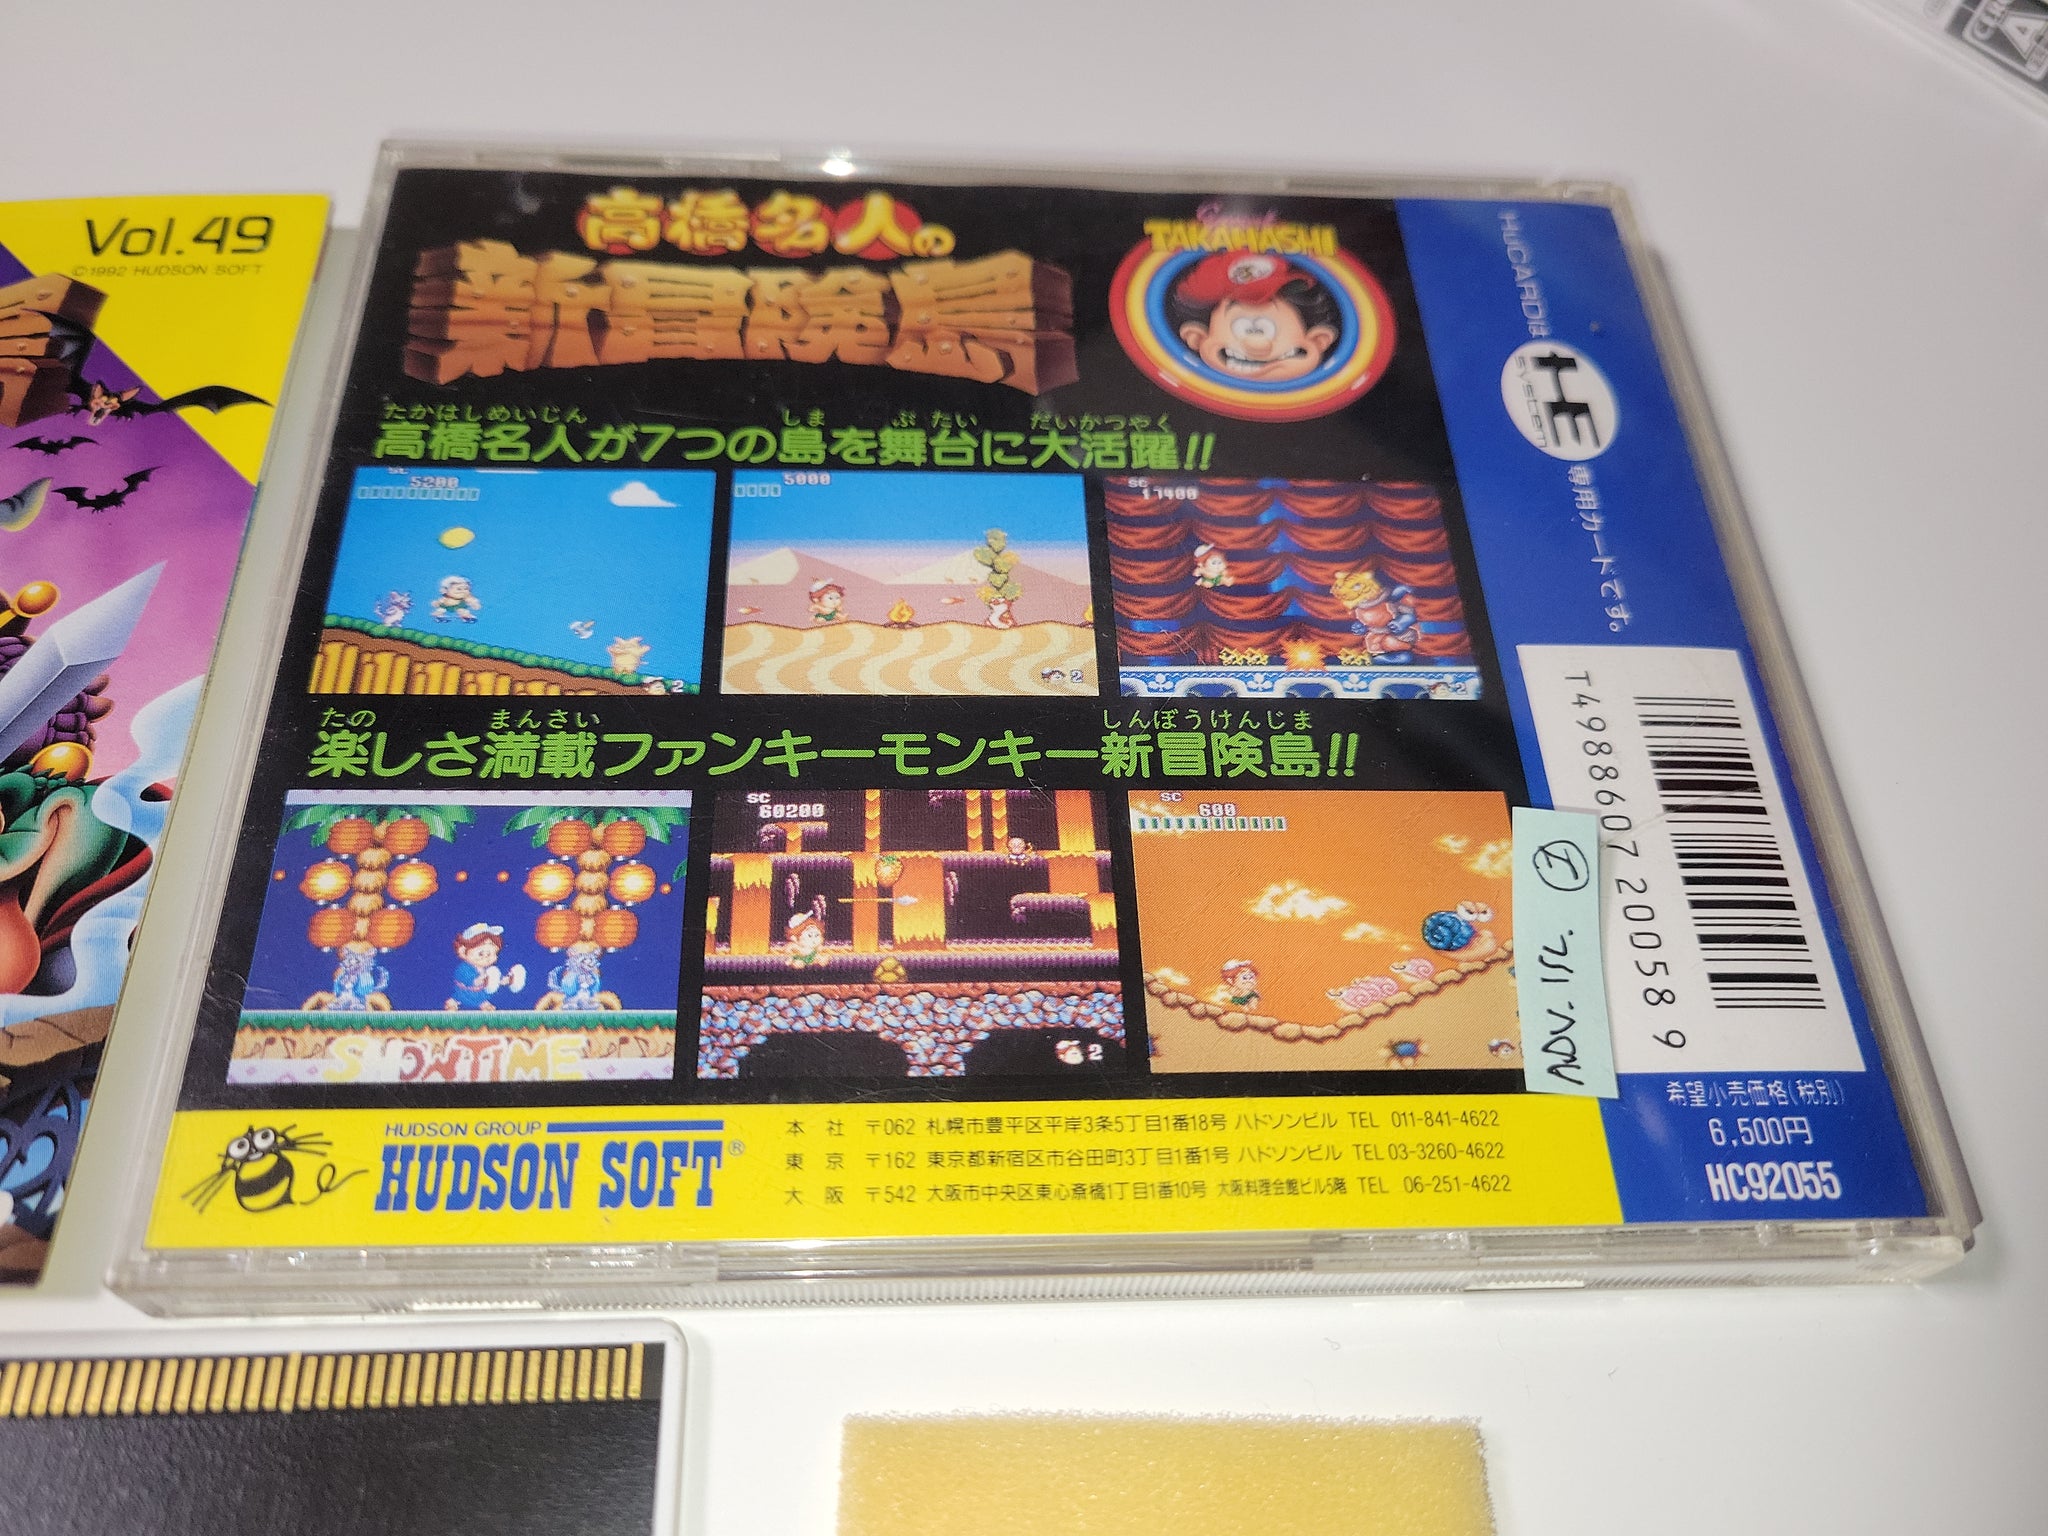 Vol.49
©1992 HUDSON SOFT
高橋名人の
新冒険島
TAKAHASHI
たかはしめいじん しま ぶたい だいかつやく
高橋名人が7つの島を舞台に大活躍!!
SC
5200
2
5000
2
SC
17400
2
たの まんさい しんぼうけんじま
楽しさ満載ファンキーモンキー新冒険島!!
SHOWTIME
SC
60200
2
SC
600
HUDSON GROUP
HUDSON SOFT®
本社 〒062 札幌市豊平区平岸3条5丁目1番18号 ハドソンビル TEL 011-841-4622
東京 〒162 東京都新宿区市谷田町3丁目1番1号 ハドソンビル TEL 03-3260-4622
大阪 〒542 大阪市中央区東心斎橋1丁目1番10号 大阪料理会館ビル5階 TEL 06-251-4622
HuCARDは HE system 専用カードです。
T4988607200589
ADV. ISL. I
希望小売価格(税別)
6,500円
HC92055
CERO
A